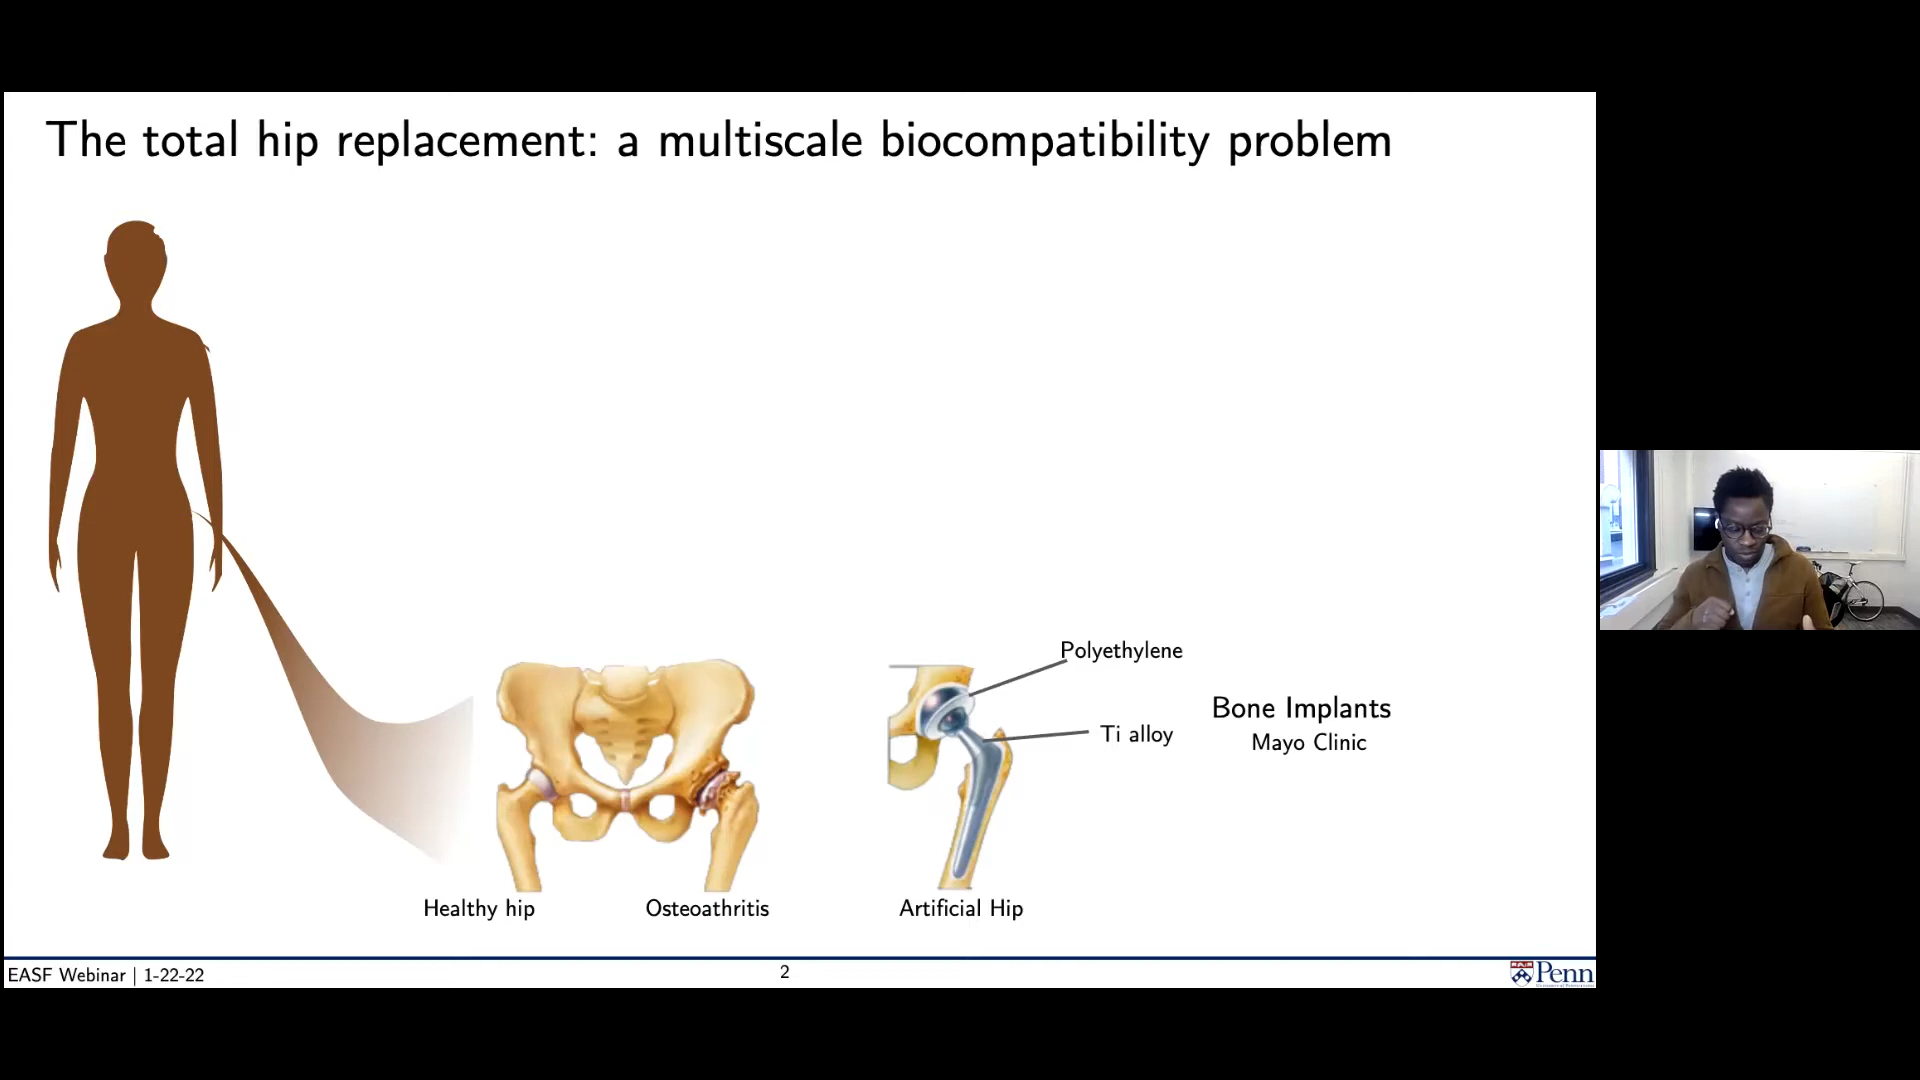 The total hip replacement: a multiscale biocompatibility problem
Polyethylene
Ti alloy
Bone Implants
Mayo Clinic
Healthy hip
Osteoathritis
Artificial Hip
EASF Webinar | 1-22-22
2
Penn